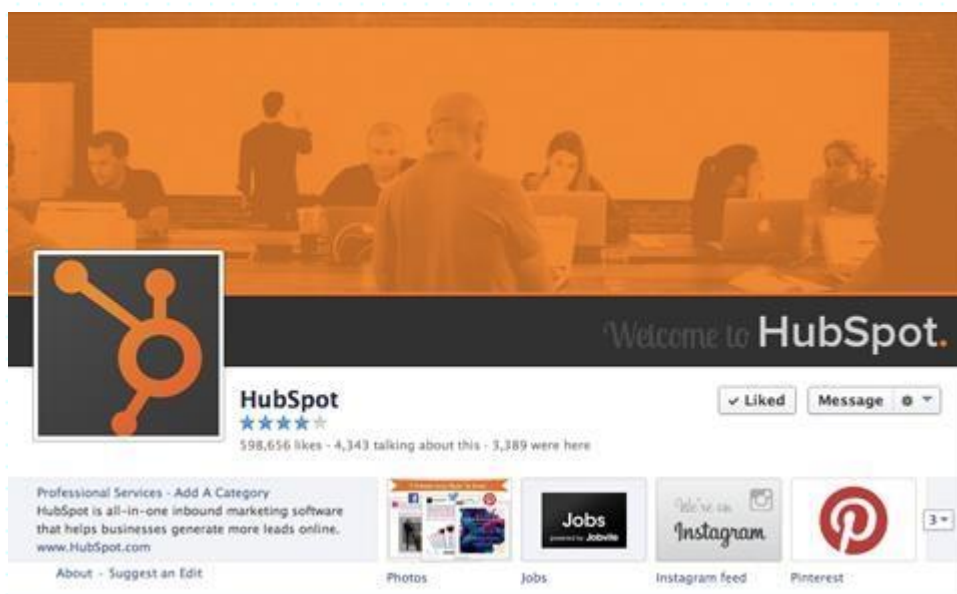 Welcome to HubSpot.
HubSpot
✓ Liked
Message
598,656 likes · 4,343 talking about this · 3,389 were here
Professional Services · Add A Category
HubSpot is all-in-one inbound marketing software
that helps businesses generate more leads online.
www.HubSpot.com
About · Suggest an Edit
Jobs
powered by Jobvite
We're on
Instagram
3
Photos
Jobs
Instagram feed
Pinterest